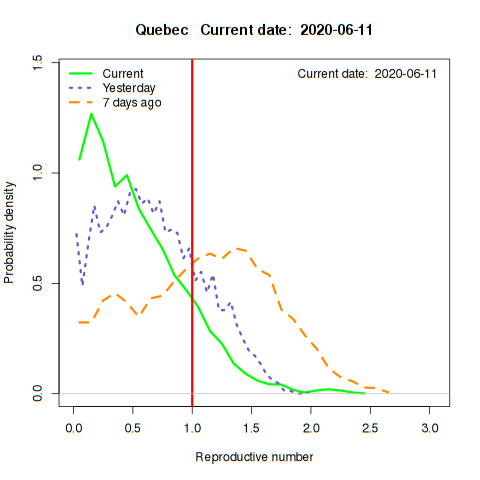 Quebec   Current date:  2020-06-11
Current date:  2020-06-11
Current
Yesterday
7 days ago
Probability density
1.5
1.0
0.5
0.0
0.0 0.5 1.0 1.5 2.0 2.5 3.0
Reproductive number